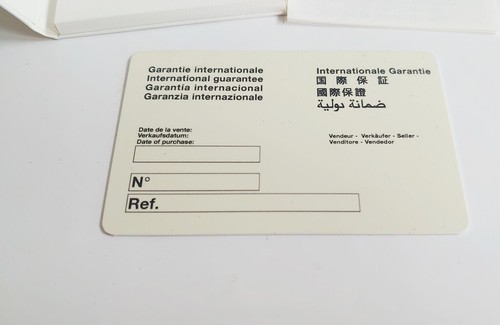 Garantie internationale
International guarantee
Garantía internacional
Garanzia internazionale
Internationale Garantie
国 際 保 証
國際保證
ضمانة دولية
Date de la vente:
Verkaufsdatum:
Date of purchase:
Vendeur - Verkäufer - Seller -
Venditore - Vendedor
N°
Ref.